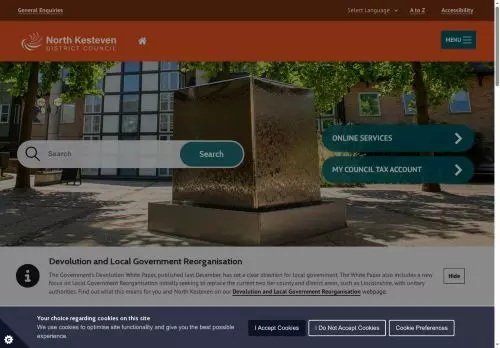 General Enquiries
Select Language
A to Z
Accessibility
North Kesteven
DISTRICT COUNCIL
MENU
Search
Search
ONLINE SERVICES
MY COUNCIL TAX ACCOUNT
Devolution and Local Government Reorganisation
The Government's Devolution White Paper, published last December, has set a clear direction for local government. The White Paper also includes a new
focus on Local Government Reorganisation initially seeking to replace the current two tier county and district areas, such as Lincolnshire, with unitary
authorities. Find out what this means for you and North Kesteven on our Devolution and Local Government Reorganisation webpage.
Hide
Your choice regarding cookies on this site
We use cookies to optimise site functionality and give you the best possible
experience.
I Accept Cookies
I Do Not Accept Cookies
Cookie Preferences